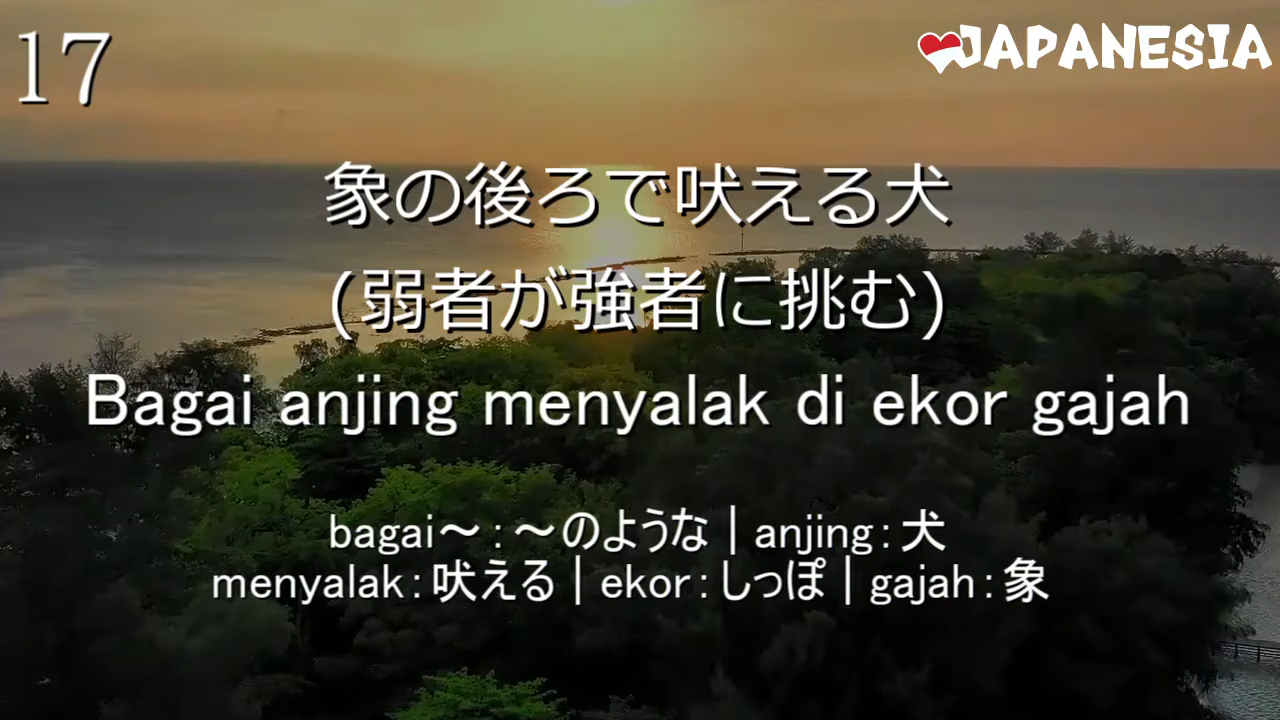 17
JAPANESIA
象の後ろで吠える犬
(弱者が強者に挑む)
Bagai anjing menyalak di ekor gajah
bagai～：～のような｜anjing：犬
menyalak：吠える｜ekor：しっぽ｜gajah：象